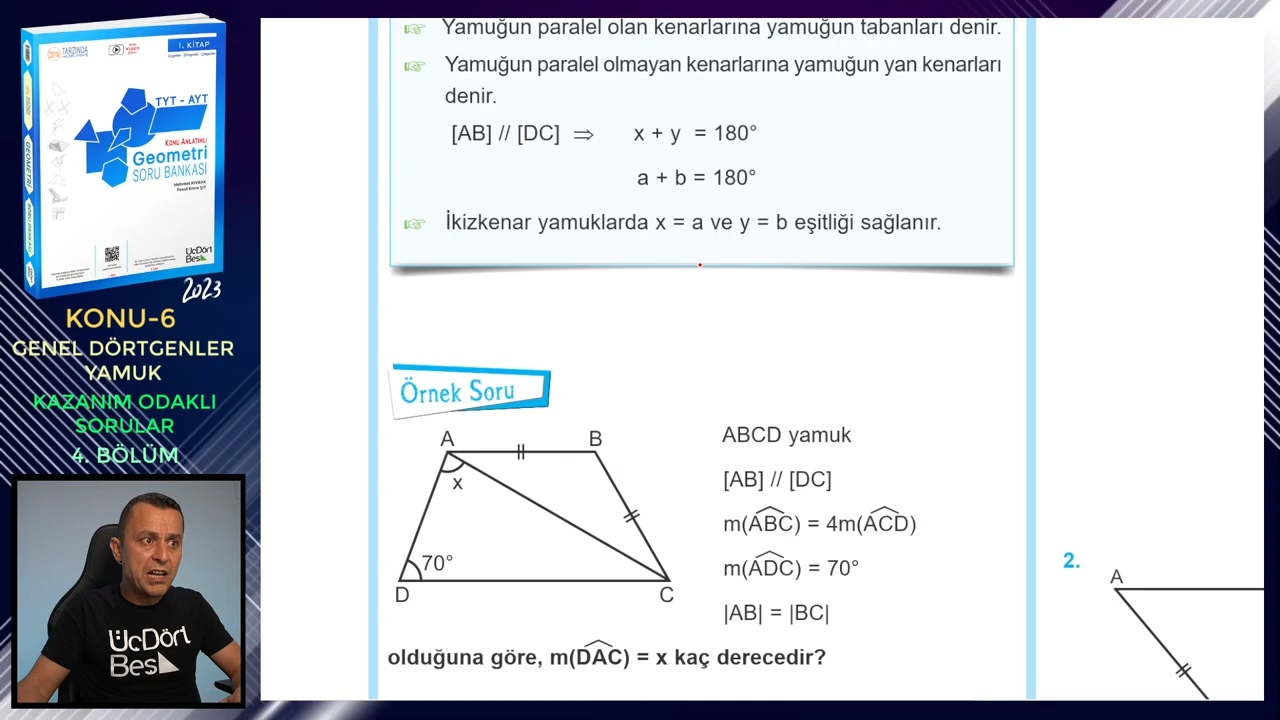 TARZINDA
1. KİTAP
TYT - AYT
KONU ANLATIMLI
Geometri
SORU BANKASI
ÜçDört
Beş
2023
KONU-6
GENEL DÖRTGENLER
YAMUK
KAZANIM ODAKLI
SORULAR
4. BÖLÜM
ÜçDört
Beş
Yamuğun paralel olan kenarlarına yamuğun tabanları denir.
Yamuğun paralel olmayan kenarlarına yamuğun yan kenarları
denir.
[AB] // [DC] ⇒ x + y = 180°
a + b = 180°
İkizkenar yamuklarda x = a ve y = b eşitliği sağlanır.
Örnek Soru
A
B
x
70°
D
C
ABCD yamuk
[AB] // [DC]
m(ABC) = 4m(ACD)
m(ADC) = 70°
|AB| = |BC|
olduğuna göre, m(DAC) = x kaç derecedir?
2.
A